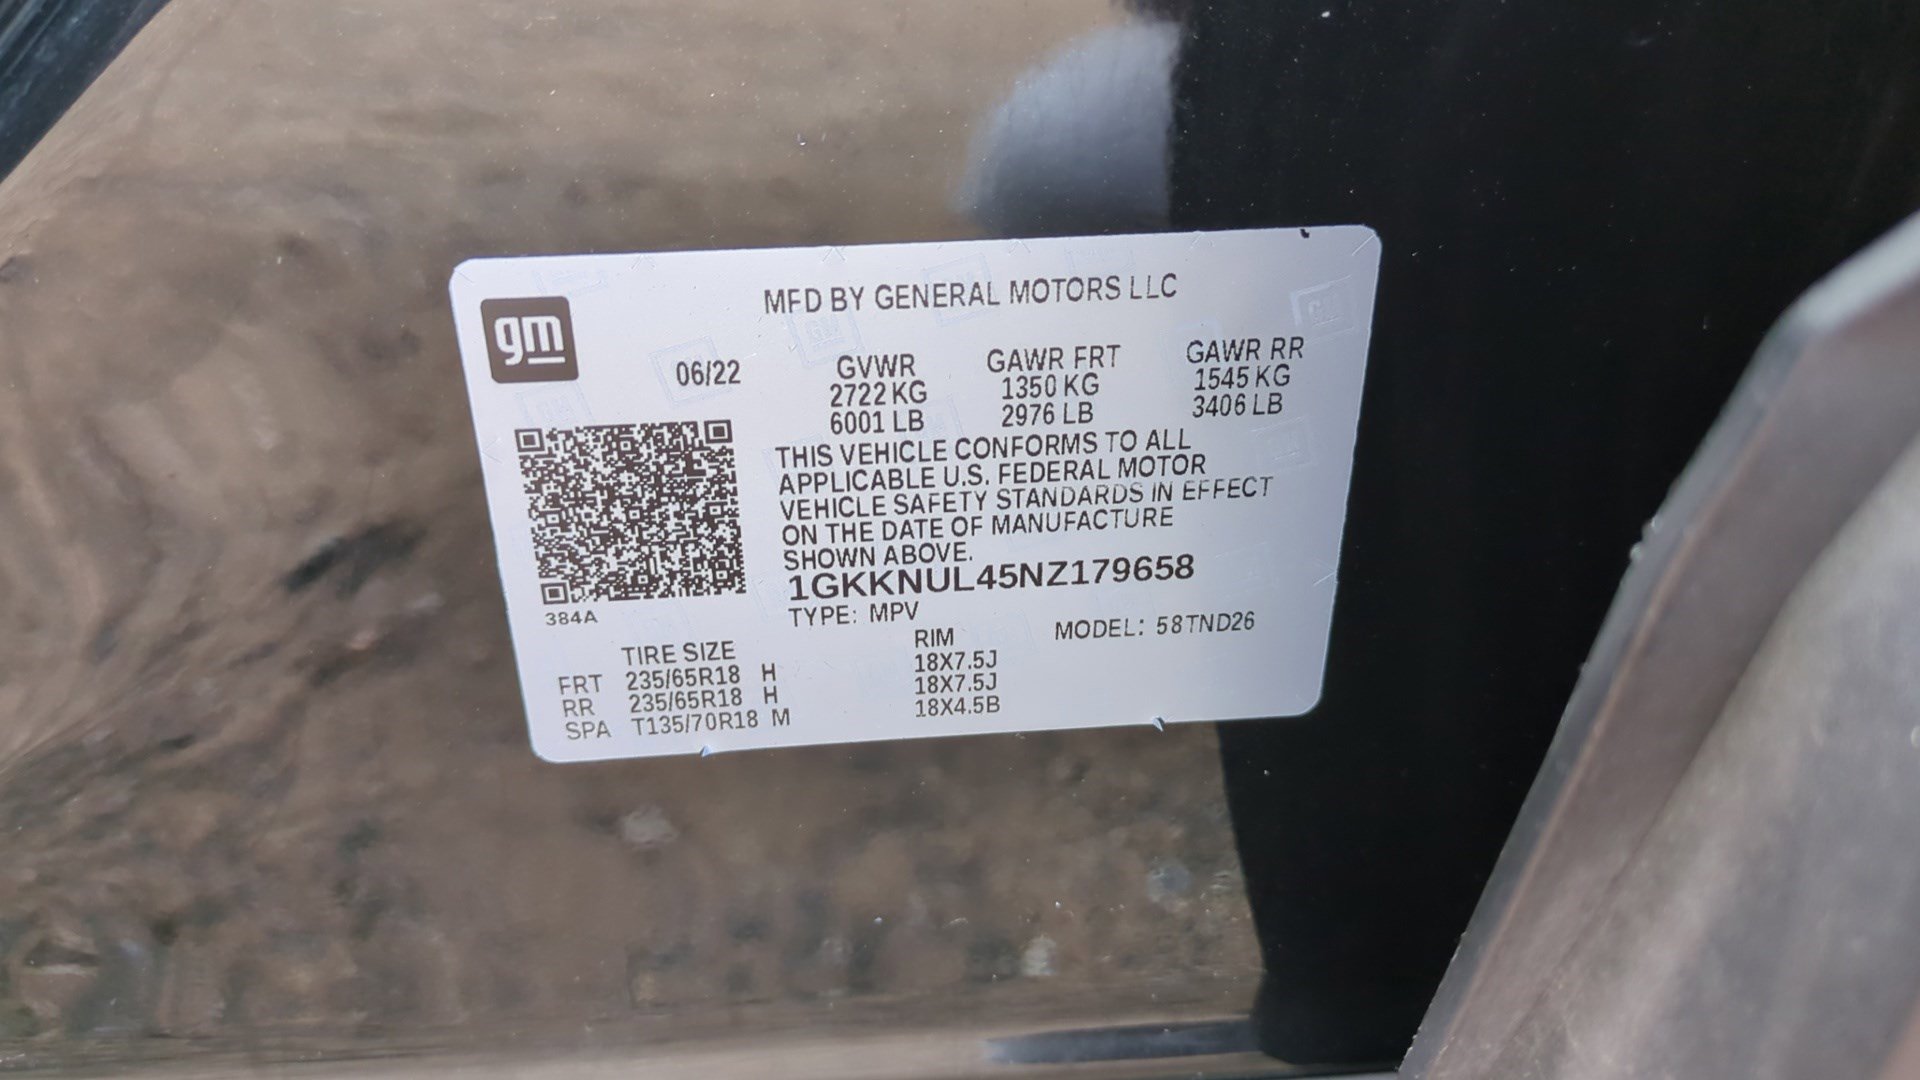 gm
MFD BY GENERAL MOTORS LLC
06/22 GVWR GAWR FRT GAWR RR
2722 KG 1350 KG 1545 KG
6001 LB 2976 LB 3406 LB
THIS VEHICLE CONFORMS TO ALL
APPLICABLE U.S. FEDERAL MOTOR
VEHICLE SAFETY STANDARDS IN EFFECT
ON THE DATE OF MANUFACTURE
SHOWN ABOVE.
1GKKNUL45NZ179658
384A
TYPE: MPV MODEL: 58TND26
TIRE SIZE RIM
FRT 235/65R18 H 18X7.5J
RR 235/65R18 H 18X7.5J
SPA T135/70R18 M 18X4.5B